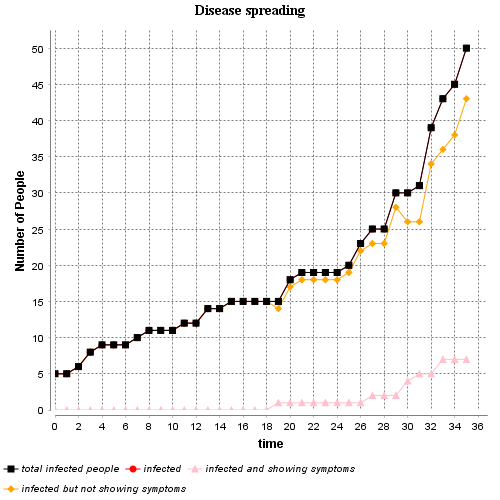 Disease spreading
Number of People
50
45
40
35
30
25
20
15
10
5
0
0 2 4 6 8 10 12 14 16 18 20 22 24 26 28 30 32 34 36
time
total infected people infected infected and showing symptoms
infected but not showing symptoms